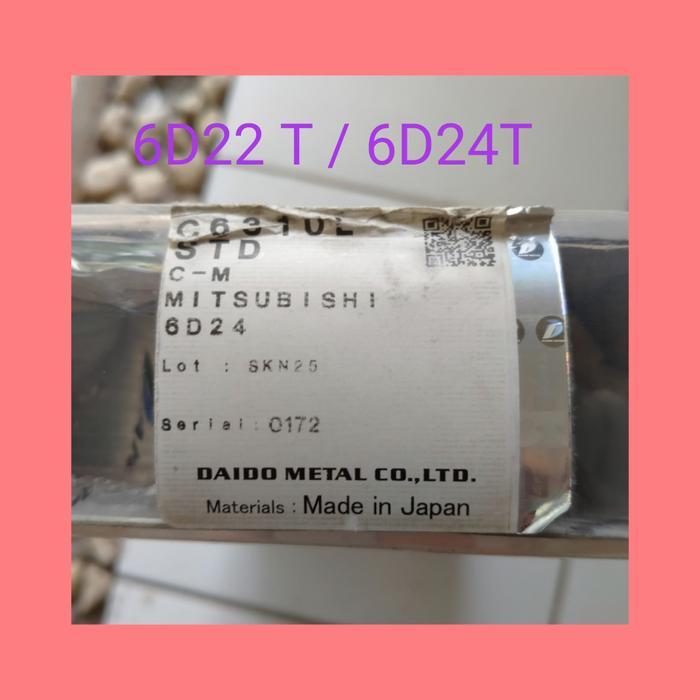 6D22 T / 6D24T
C6310L
STD
C-M
MITSUBISHI
6D24
Lot : SKN25
Serial: 0172
DAIDO METAL CO.,LTD.
Materials : Made in Japan